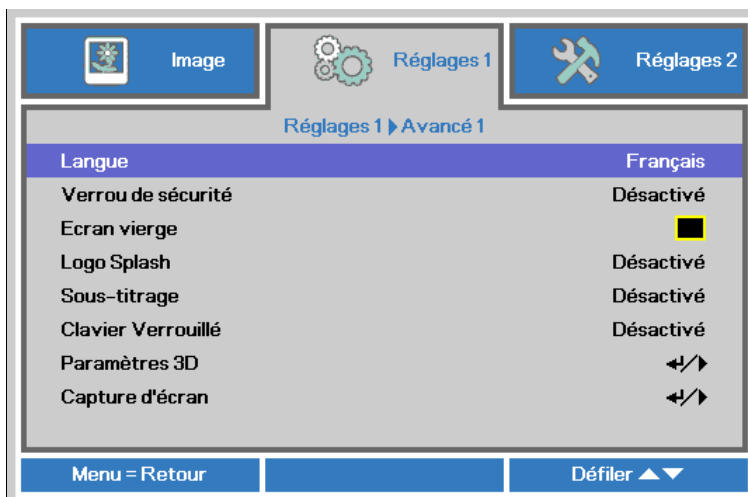 Image
Réglages 1
Réglages 2
Réglages 1 ▶ Avancé 1
Langue Français
Verrou de sécurité Désactivé
Ecran vierge
Logo Splash Désactivé
Sous-titrage Désactivé
Clavier Verrouillé Désactivé
Paramètres 3D
Capture d'écran
Menu = Retour
Défiler ▲▼